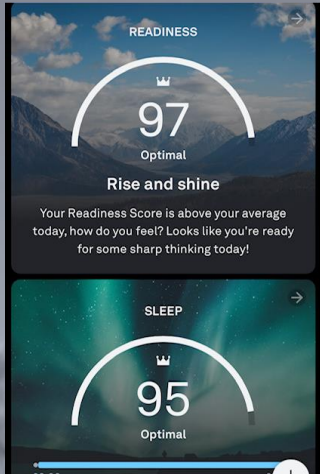 READINESS
97
Optimal
Rise and shine
Your Readiness Score is above your average
today, how do you feel? Looks like you're ready
for some sharp thinking today!
SLEEP
95
Optimal